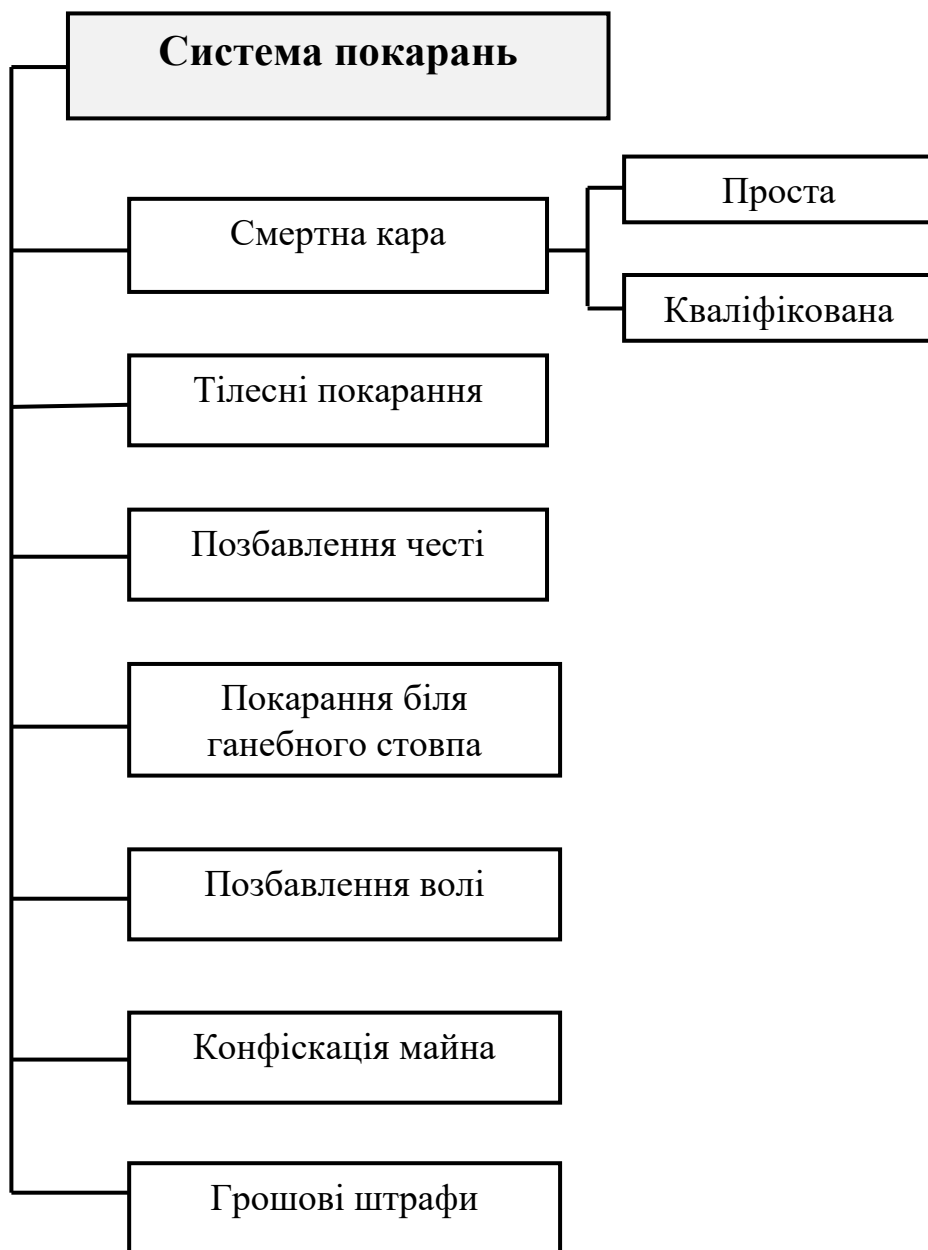 Система покарань
Проста
Смертна кара
Кваліфікована
Тілесні покарання
Позбавлення честі
Покарання біля
ганебного стовпа
Позбавлення волі
Конфіскація майна
Грошові штрафи